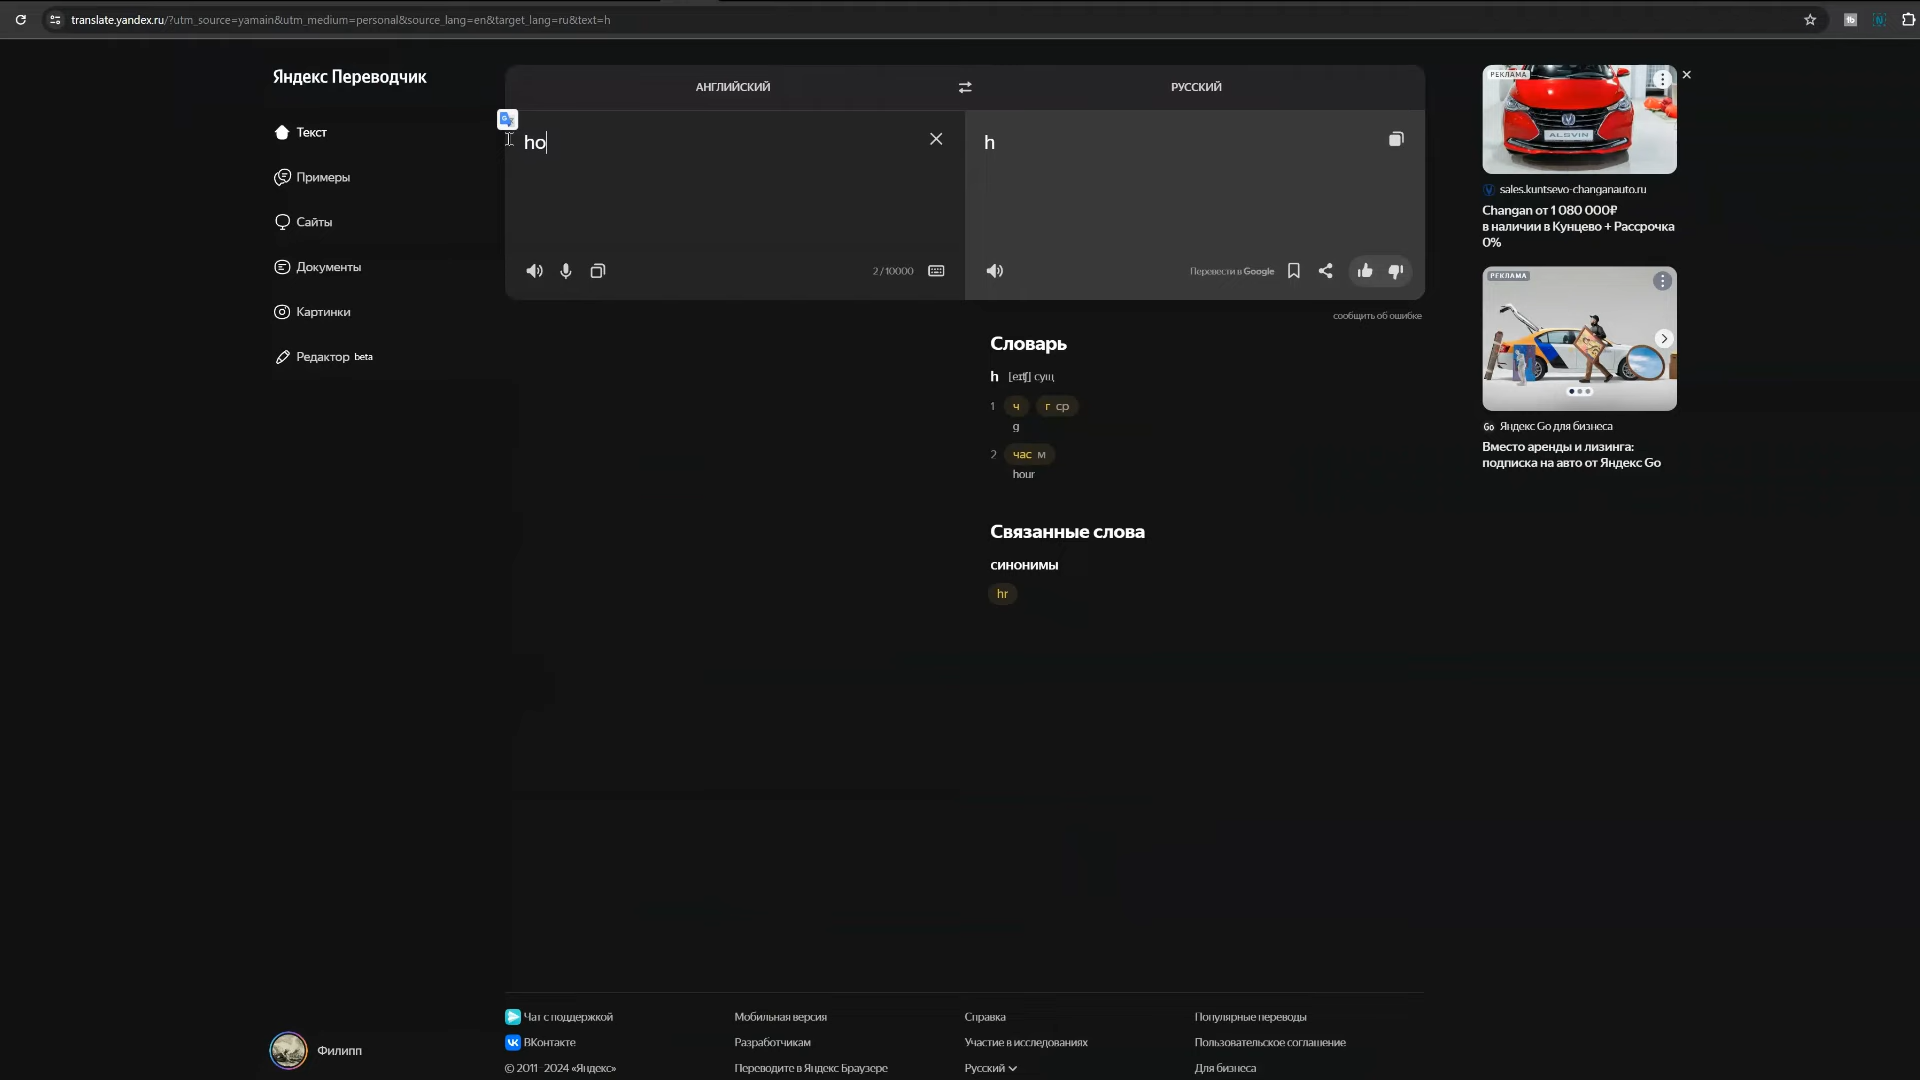 translate.yandex.ru/?utm_source=yamain&utm_medium=personal&source_lang=en&target_lang=ru&text=h
Яндекс Переводчик
Текст
Примеры
Сайты
Документы
Картинки
Редактор beta
АНГЛИЙСКИЙ
РУССКИЙ
ho
h
2 / 10000
Перевести в Google
сообщить об ошибке
Словарь
h [eɪʧ] сущ
1 ч г ср
g
2 час м
hour
Связанные слова
синонимы
hr
РЕКЛАМА
ALSVIN
sales.kuntsevo-changanauto.ru
Changan от 1 080 000₽
в наличии в Кунцево + Рассрочка
0%
РЕКЛАМА
Go Яндекс Go для бизнеса
Вместо аренды и лизинга:
подписка на авто от Яндекс Go
Чат с поддержкой
Мобильная версия
Справка
Популярные переводы
ВКонтакте
Разработчикам
Участие в исследованиях
Пользовательское соглашение
© 2011–2024 «Яндекс»
Переводите в Яндекс Браузере
Русский
Для бизнеса
Филипп